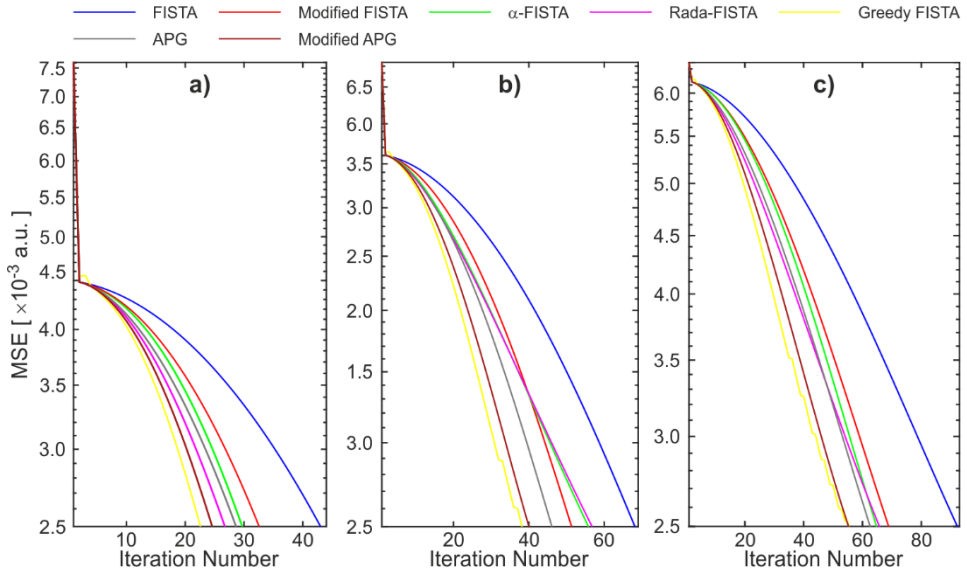 FISTA Modified FISTA α-FISTA Rada-FISTA Greedy FISTA
APG Modified APG
MSE [ ×10⁻³ a.u. ]
a)
7.5
7.0
6.5
6.0
5.5
5.0
4.5
4.0
3.5
3.0
2.5
10 20 30 40
Iteration Number
b)
6.5
6.0
3.5
3.0
2.5
2.0
1.5
3.0
2.5
20 40 60
Iteration Number
c)
6.0
5.5
5.0
4.5
4.0
3.5
3.0
2.5
20 40 60 80
Iteration Number